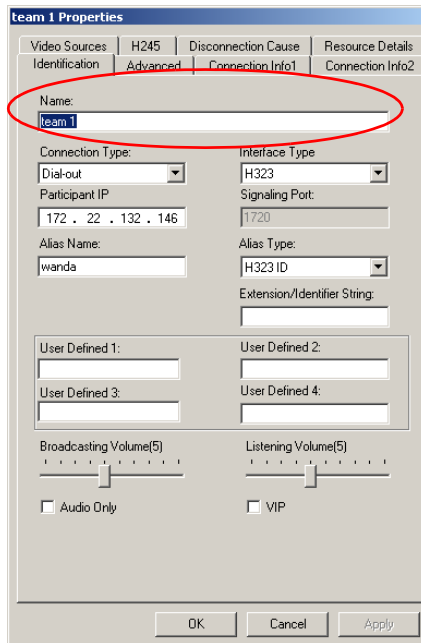 team 1 Properties
Video Sources H245 Disconnection Cause Resource Details
Identification Advanced Connection Info1 Connection Info2
Name:
team 1
Connection Type: Interface Type
Dial-out H323
Participant IP Signaling Port:
172 . 22 . 132 . 146 1720
Alias Name: Alias Type:
wanda H323 ID
Extension/Identifier String:
User Defined 1: User Defined 2:
User Defined 3: User Defined 4:
Broadcasting Volume(5) Listening Volume(5)
Audio Only VIP
OK Cancel Apply